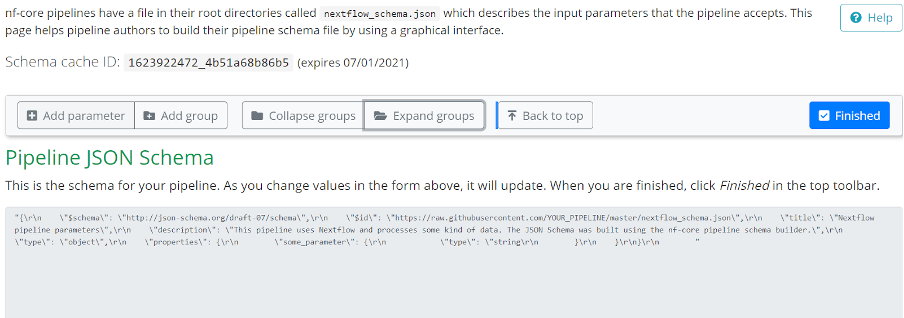 nf-core pipelines have a file in their root directories called nextflow_schema.json which describes the input parameters that the pipeline accepts. This
page helps pipeline authors to build their pipeline schema file by using a graphical interface.
Help
Schema cache ID: 1623922472_4b51a68b86b5 (expires 07/01/2021)
Add parameter Add group Collapse groups Expand groups Back to top Finished
Pipeline JSON Schema
This is the schema for your pipeline. As you change values in the form above, it will update. When you are finished, click Finished in the top toolbar.
"{\r\n    \"$schema\": \"http://json-schema.org/draft-07/schema\",\r\n    \"$id\": \"https://raw.githubusercontent.com/YOUR_PIPELINE/master/nextflow_schema.json\",\r\n    \"title\": \"Nextflow
pipeline parameters\",\r\n    \"description\": \"This pipeline uses Nextflow and processes some kind of data. The JSON Schema was built using the nf-core pipeline schema builder.\",\r\n
\"type\": \"object\",\r\n    \"properties\": {\r\n        \"some_parameter\": {\r\n            \"type\": \"string\r\n        }\r\n    }\r\n}\r\n        "